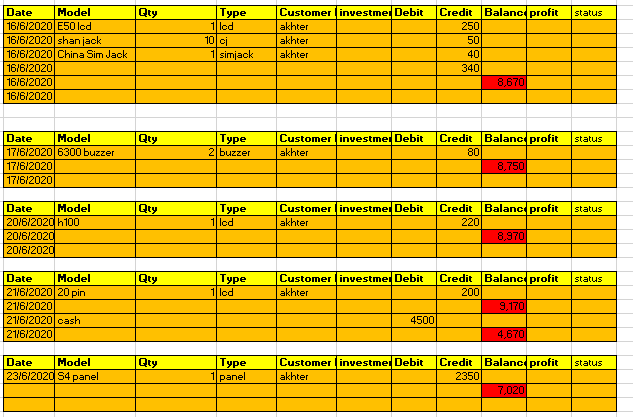 Date Model Qty Type Customer investmen Debit Credit Balance profit status
16/6/2020 E50 lcd 1 lcd akhter 250
16/6/2020 shan jack 10 cj akhter 50
16/6/2020 China Sim Jack 1 simjack akhter 40
16/6/2020 340
16/6/2020 8,670
16/6/2020
Date Model Qty Type Customer investmen Debit Credit Balance profit status
17/6/2020 6300 buzzer 2 buzzer akhter 80
17/6/2020 8,750
17/6/2020
Date Model Qty Type Customer investmen Debit Credit Balance profit status
20/6/2020 h100 1 lcd akhter 220
20/6/2020 8,970
20/6/2020
Date Model Qty Type Customer investmen Debit Credit Balance profit status
21/6/2020 20 pin 1 lcd akhter 200
21/6/2020 9,170
21/6/2020 cash 4500
21/6/2020 4,670
Date Model Qty Type Customer investmen Debit Credit Balance profit status
23/6/2020 S4 panel 1 panel akhter 2350
7,020